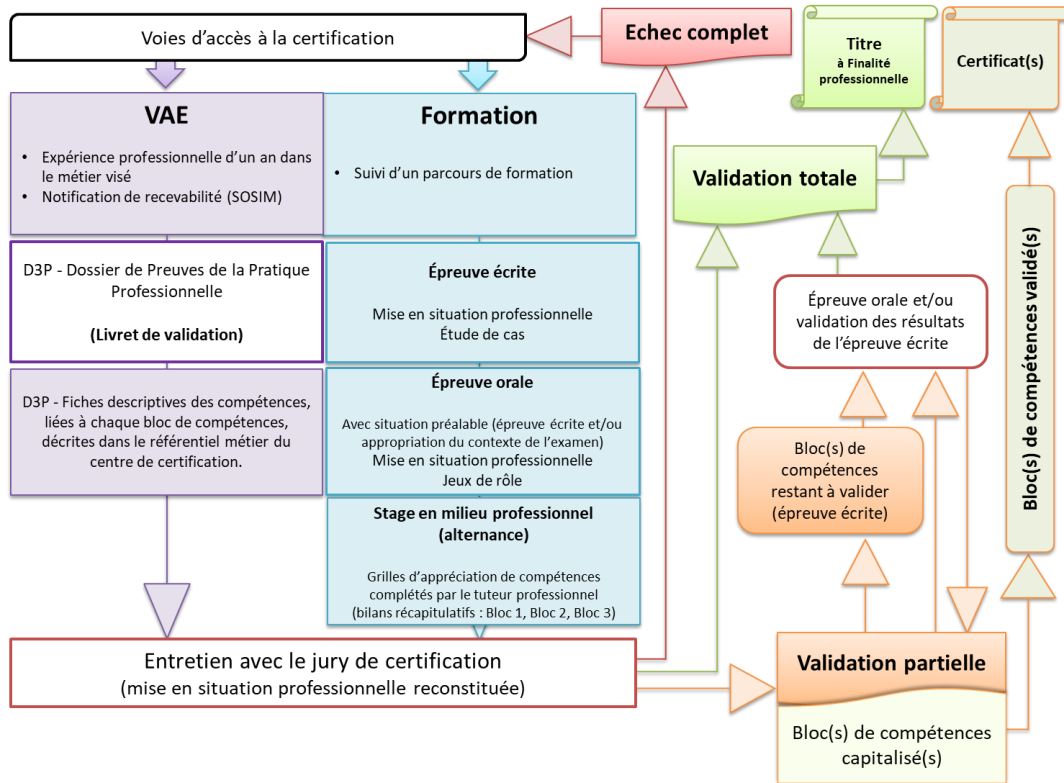 Voies d'accès à la certification
Echec complet
Titre
à Finalité
professionnelle
Certificat(s)
VAE
• Expérience professionnelle d'un an dans
le métier visé
• Notification de recevabilité (SOSIM)
Formation
• Suivi d'un parcours de formation
Validation totale
D3P - Dossier de Preuves de la Pratique
Professionnelle
(Livret de validation)
Épreuve écrite
Mise en situation professionnelle
Étude de cas
Épreuve orale et/ou
validation des résultats
de l'épreuve écrite
Bloc(s) de compétences validé(s)
D3P - Fiches descriptives des compétences,
liées à chaque bloc de compétences,
décrites dans le référentiel métier du
centre de certification.
Épreuve orale
Avec situation préalable (épreuve écrite et/ou
appropriation du contexte de l'examen)
Mise en situation professionnelle
Jeux de rôle
Bloc(s) de
compétences
restant à valider
(épreuve écrite)
Stage en milieu professionnel
(alternance)
Grilles d'appréciation de compétences
complétés par le tuteur professionnel
(bilans récapitulatifs : Bloc 1, Bloc 2, Bloc 3)
Entretien avec le jury de certification
(mise en situation professionnelle reconstituée)
Validation partielle
Bloc(s) de compétences
capitalisé(s)